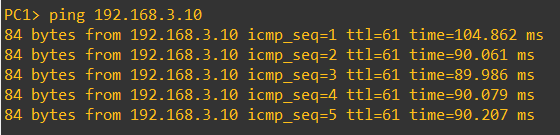 PC1> ping 192.168.3.10
84 bytes from 192.168.3.10 icmp_seq=1 ttl=61 time=104.862 ms
84 bytes from 192.168.3.10 icmp_seq=2 ttl=61 time=90.061 ms
84 bytes from 192.168.3.10 icmp_seq=3 ttl=61 time=89.986 ms
84 bytes from 192.168.3.10 icmp_seq=4 ttl=61 time=90.079 ms
84 bytes from 192.168.3.10 icmp_seq=5 ttl=61 time=90.207 ms